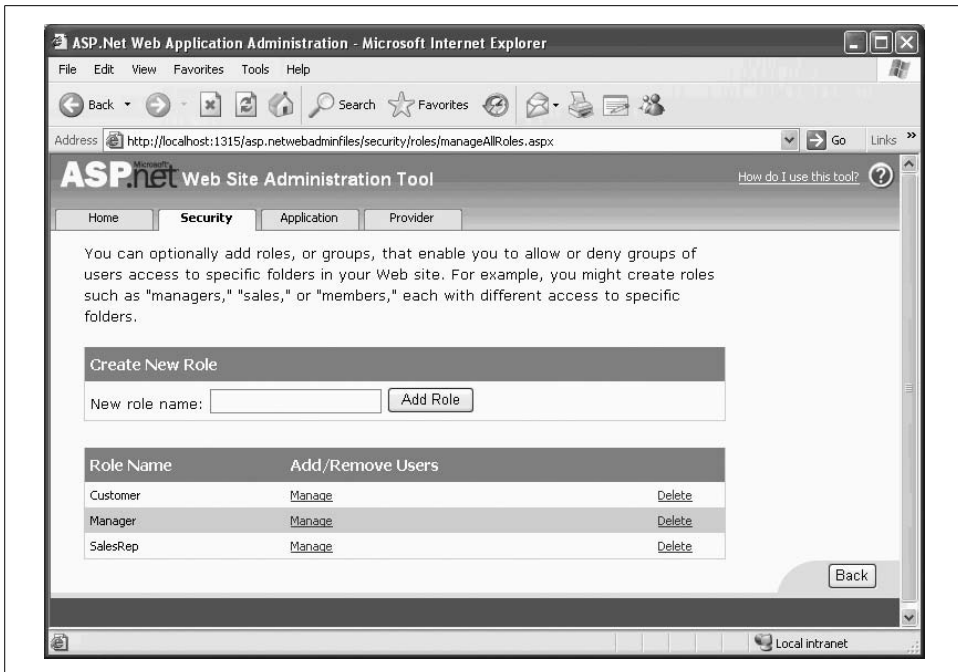 ASP.Net Web Application Administration - Microsoft Internet Explorer
File Edit View Favorites Tools Help
Back Search Favorites
Address http://localhost:1315/asp.netwebadminfiles/security/roles/manageAllRoles.aspx Go Links »
Microsoft
ASP.net Web Site Administration Tool How do I use this tool? ?
Home Security Application Provider
You can optionally add roles, or groups, that enable you to allow or deny groups of
users access to specific folders in your Web site. For example, you might create roles
such as "managers," "sales," or "members," each with different access to specific
folders.
Create New Role
New role name: Add Role
Role Name Add/Remove Users
Customer Manage Delete
Manager Manage Delete
SalesRep Manage Delete
Back
Local intranet